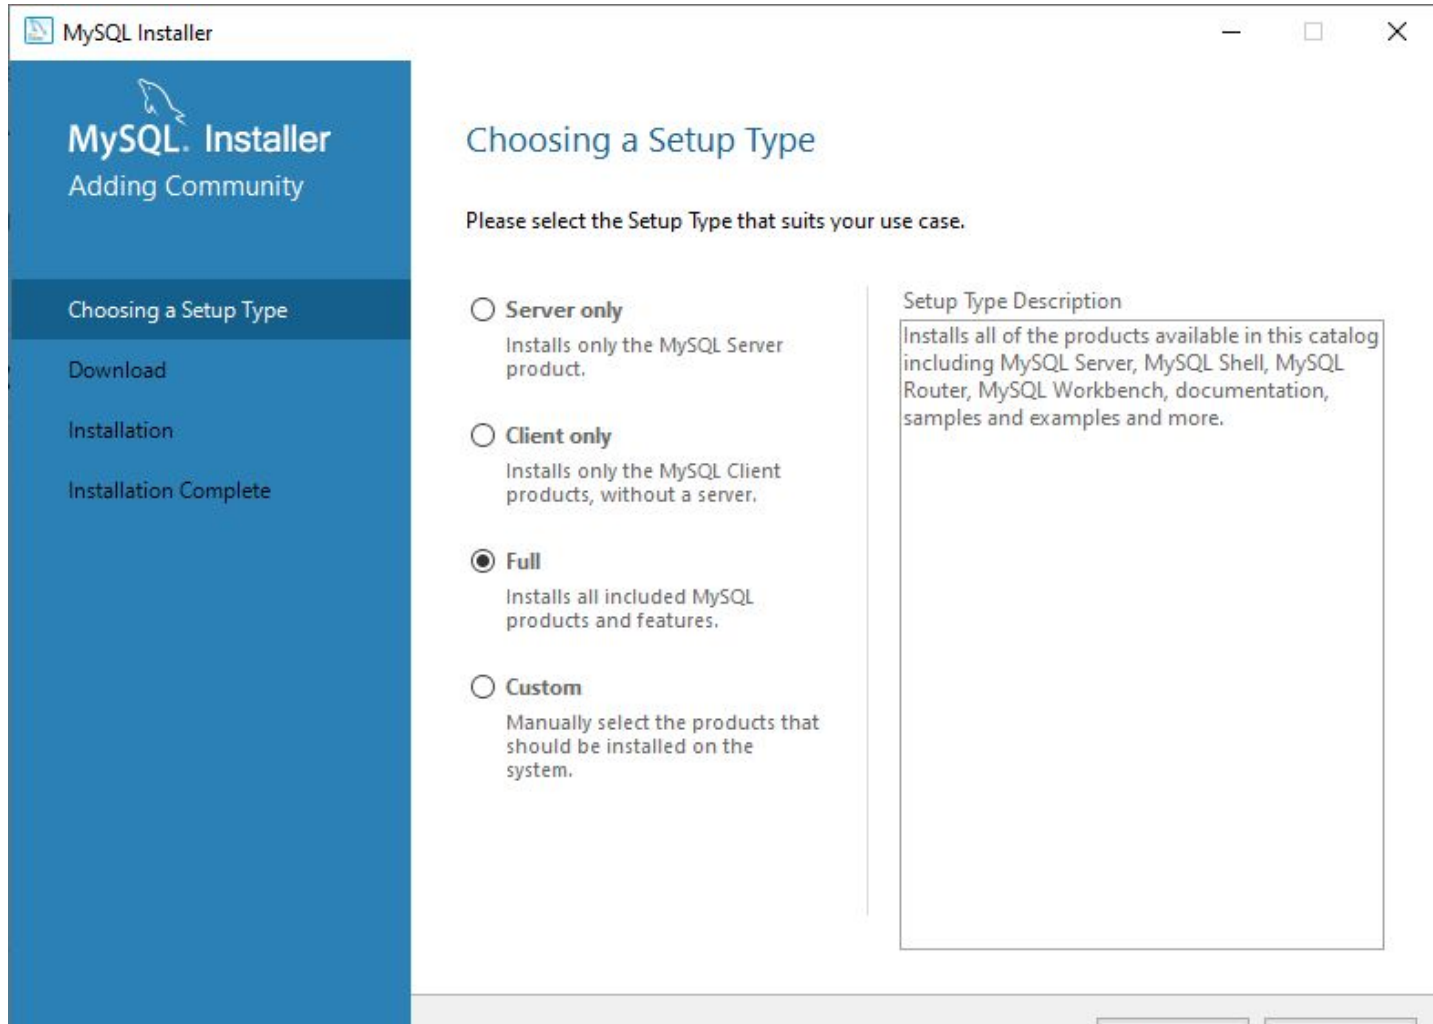 MySQL Installer
MySQL. Installer
Adding Community
Choosing a Setup Type
Download
Installation
Installation Complete
Choosing a Setup Type
Please select the Setup Type that suits your use case.
Server only
Installs only the MySQL Server
product.
Client only
Installs only the MySQL Client
products, without a server.
Full
Installs all included MySQL
products and features.
Custom
Manually select the products that
should be installed on the
system.
Setup Type Description
Installs all of the products available in this catalog
including MySQL Server, MySQL Shell, MySQL
Router, MySQL Workbench, documentation,
samples and examples and more.